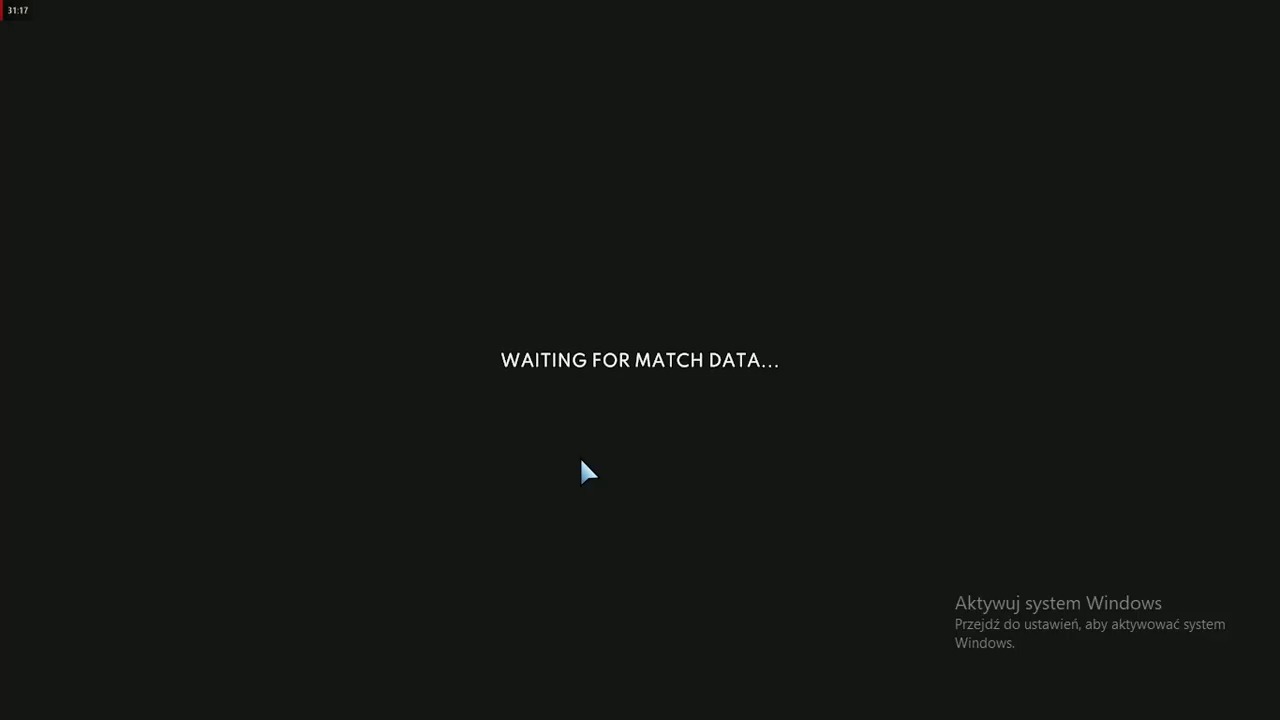 31:17
WAITING FOR MATCH DATA...
Aktywuj system Windows
Przejdź do ustawień, aby aktywować system
Windows.